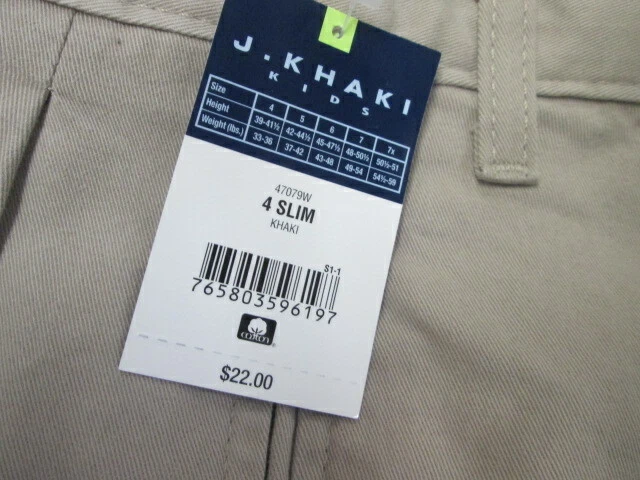 J.KHAKI
KIDS
Size 4 5 6 7 7x
Height 39-41½ 42-44½ 45-47½ 48-50½ 50½-51
Weight (lbs.) 33-36 37-42 43-48 49-54 54½-59
47079W
4 SLIM
KHAKI
S1-1
765803596197
COTTON
$22.00